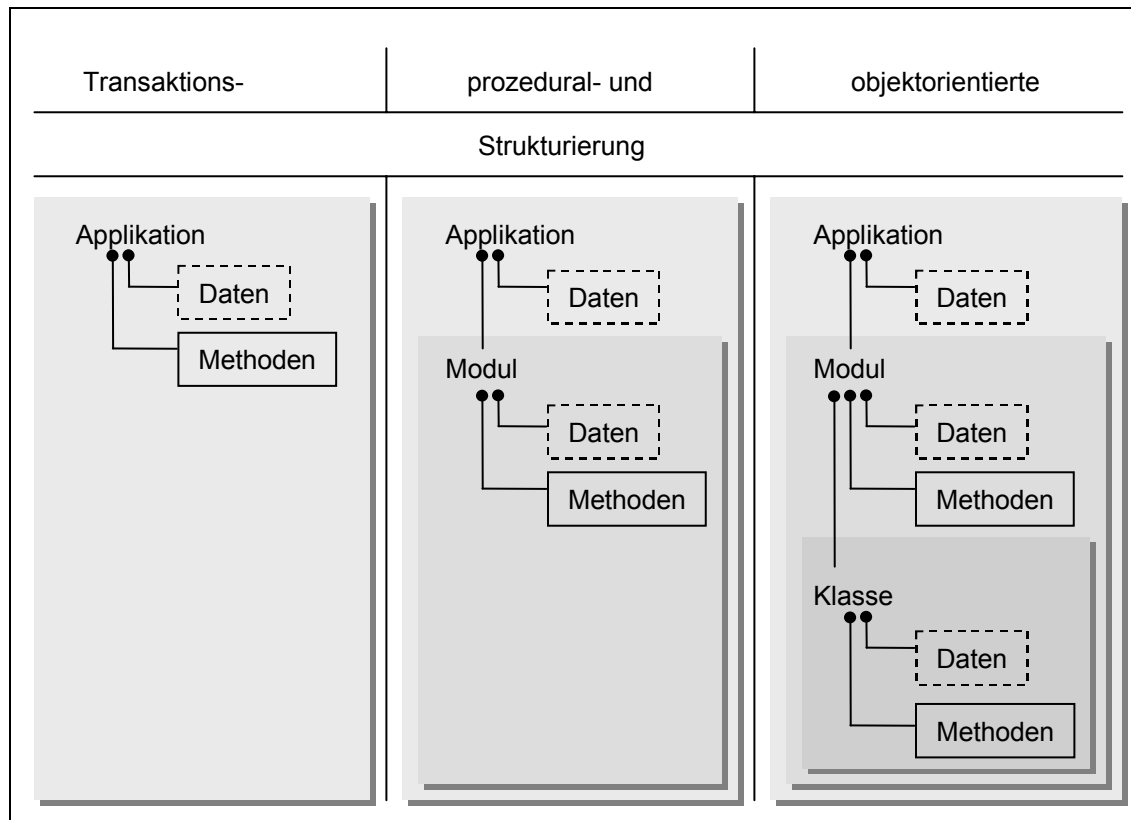 Transaktions-
prozedural- und
objektorientierte
Strukturierung
Applikation
Daten
Methoden
Applikation
Daten
Modul
Daten
Methoden
Applikation
Daten
Modul
Daten
Methoden
Klasse
Daten
Methoden